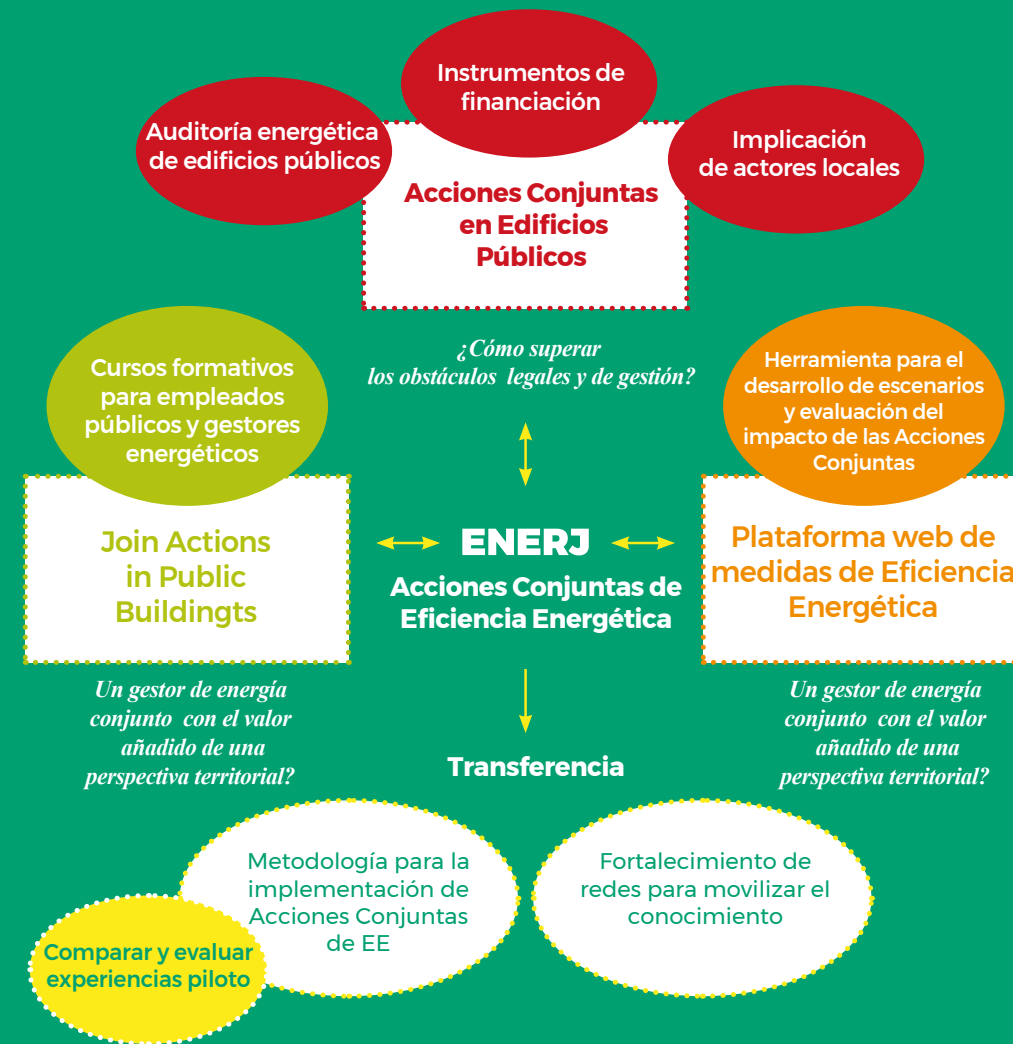 Instrumentos de
financiación
Auditoría energética
de edificios públicos
Implicación
de actores locales
Acciones Conjuntas
en Edificios
Públicos
¿Cómo superar
los obstáculos legales y de gestión?
Cursos formativos
para empleados
públicos y gestores
energéticos
Herramienta para el
desarrollo de escenarios
y evaluación del
impacto de las Acciones
Conjuntas
Join Actions
in Public
Buildingts
ENERJ
Acciones Conjuntas de
Eficiencia Energética
Plataforma web de
medidas de Eficiencia
Energética
Un gestor de energía
conjunto con el valor
añadido de una
perspectiva territorial?
Un gestor de energía
conjunto con el valor
añadido de una
perspectiva territorial?
Transferencia
Metodología para la
implementación de
Acciones Conjuntas
de EE
Fortalecimiento de
redes para movilizar el
conocimiento
Comparar y evaluar
experiencias piloto